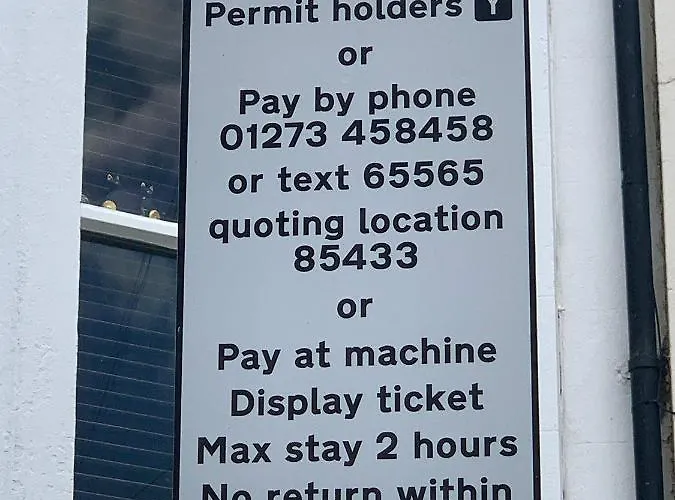 Permit holders Y
or
Pay by phone
01273 458458
or text 65565
quoting location
85433
or
Pay at machine
Display ticket
Max stay 2 hours
No return within